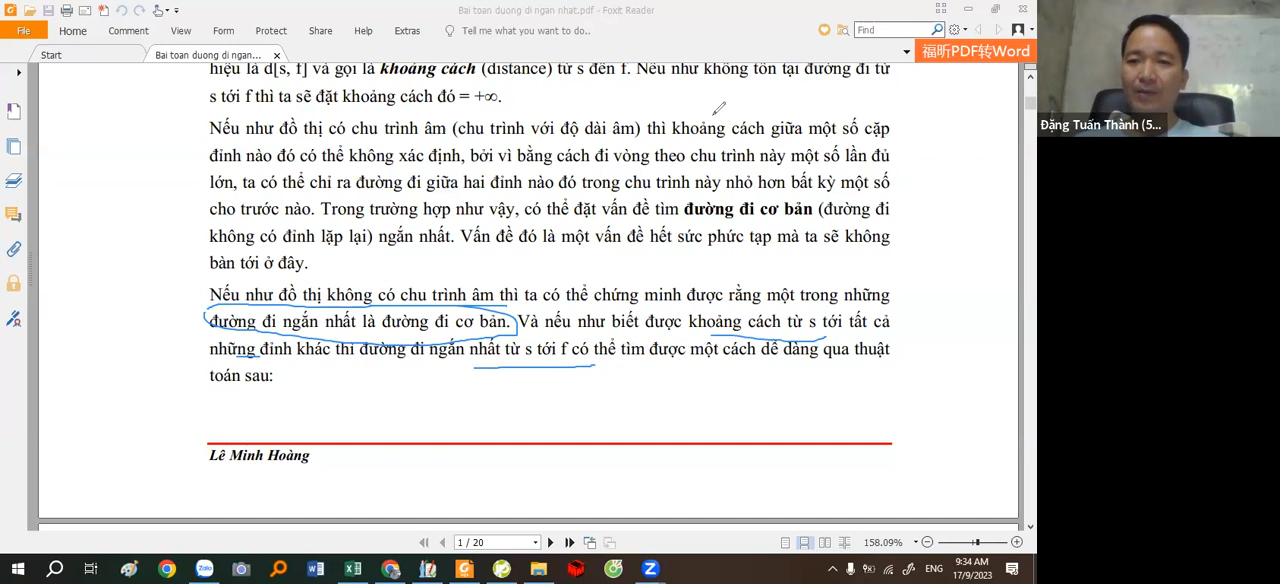 Bai toan duong di ngan nhat.pdf - Foxit Reader
File Home Comment View Form Protect Share Help Extras Tell me what you want to do.. Find
Start Bai toan duong di ngan... 福昕PDF转Word
hiệu là d[s, f] và gọi là khoảng cách (distance) từ s đến f. Nếu như không tồn tại đường đi từ
s tới f thì ta sẽ đặt khoảng cách đó = +∞.
Nếu như đồ thị có chu trình âm (chu trình với độ dài âm) thì khoảng cách giữa một số cặp
đỉnh nào đó có thể không xác định, bởi vì bằng cách đi vòng theo chu trình này một số lần đủ
lớn, ta có thể chỉ ra đường đi giữa hai đỉnh nào đó trong chu trình này nhỏ hơn bất kỳ một số
cho trước nào. Trong trường hợp như vậy, có thể đặt vấn đề tìm đường đi cơ bản (đường đi
không có đỉnh lặp lại) ngắn nhất. Vấn đề đó là một vấn đề hết sức phức tạp mà ta sẽ không
bàn tới ở đây.
Nếu như đồ thị không có chu trình âm thì ta có thể chứng minh được rằng một trong những
đường đi ngắn nhất là đường đi cơ bản. Và nếu như biết được khoảng cách từ s tới tất cả
những đỉnh khác thì đường đi ngắn nhất từ s tới f có thể tìm được một cách dễ dàng qua thuật
toán sau:
Lê Minh Hoàng
1 / 20 158.09%
ENG 9:34 AM
17/9/2023
Đặng Tuấn Thành (5...